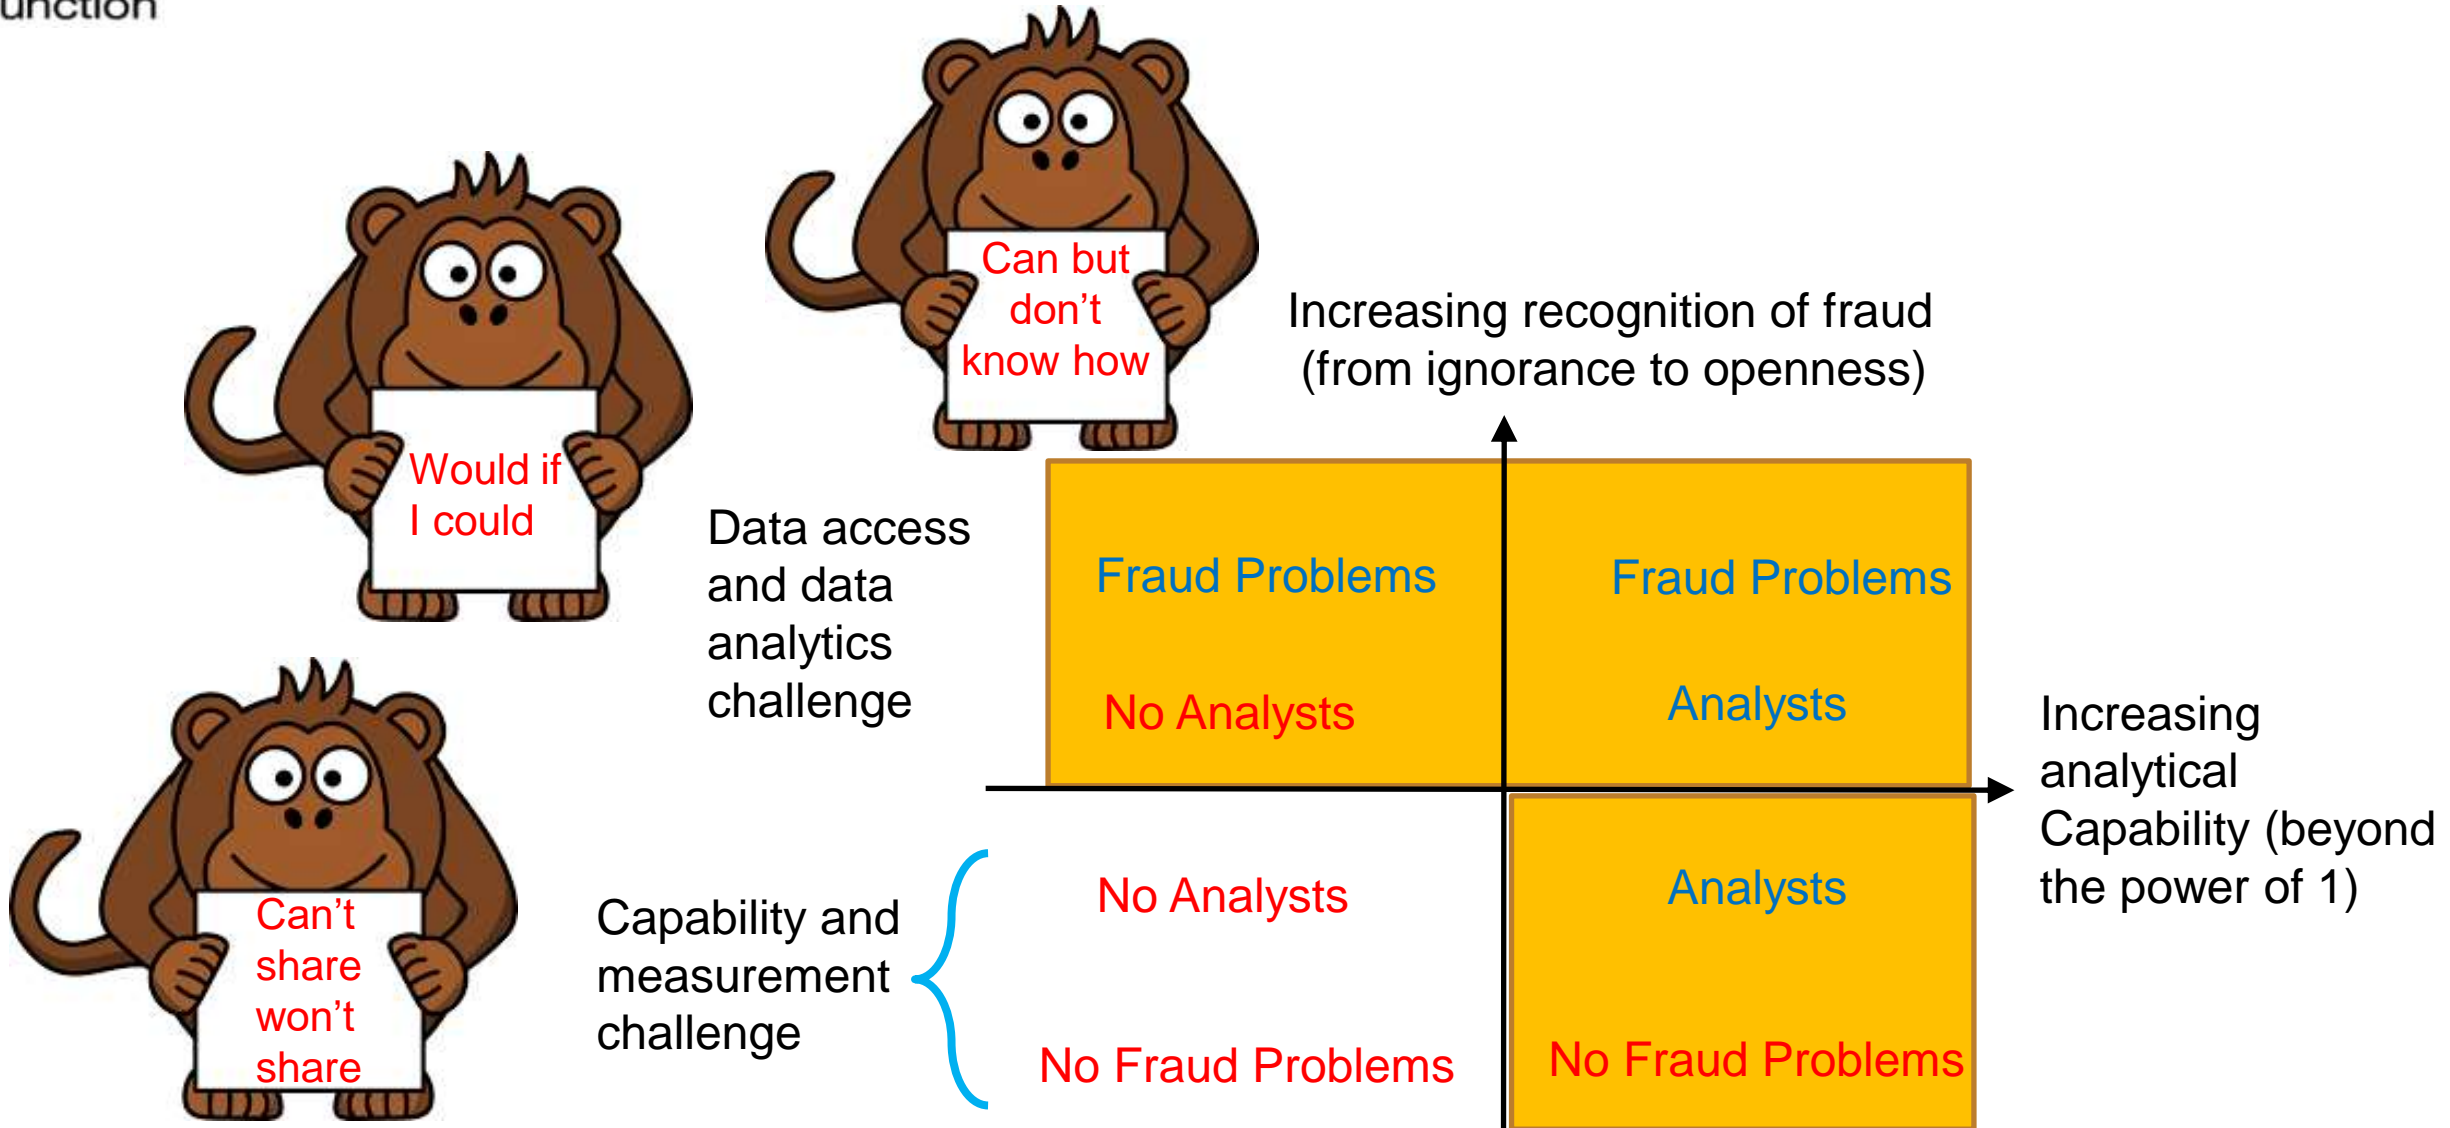 Can but
don't
know how
Increasing recognition of fraud
(from ignorance to openness)
Would if
I could
Data access
and data
analytics
challenge
Fraud Problems
No Analysts
Fraud Problems
Analysts
Increasing
analytical
Capability (beyond
the power of 1)
Can't
share
won't
share
Capability and
measurement
challenge
No Analysts
No Fraud Problems
Analysts
No Fraud Problems